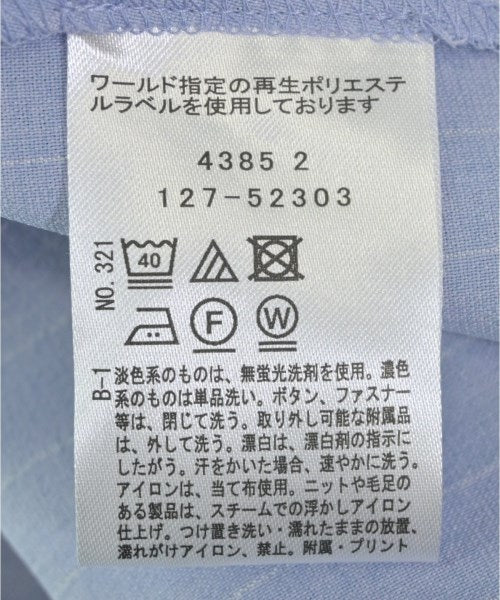 ワールド指定の再生ポリエステ
ルラベルを使用しております
4385 2
127-52303
NO. 321
40
F
W
B-1
淡色系のものは、無蛍光洗剤を使用。濃色
系のものは単品洗い。ボタン、ファスナー
等は、閉じて洗う。取り外し可能な附属品
は、外して洗う。漂白は、漂白剤の指示に
したがう。汗をかいた場合、速やかに洗う。
アイロンは、当て布使用。ニットや毛足の
ある製品は、スチームでの浮かしアイロン
仕上げ。つけ置き洗い・濡れたままの放置、
濡れがけアイロン、禁止。附属・プリント